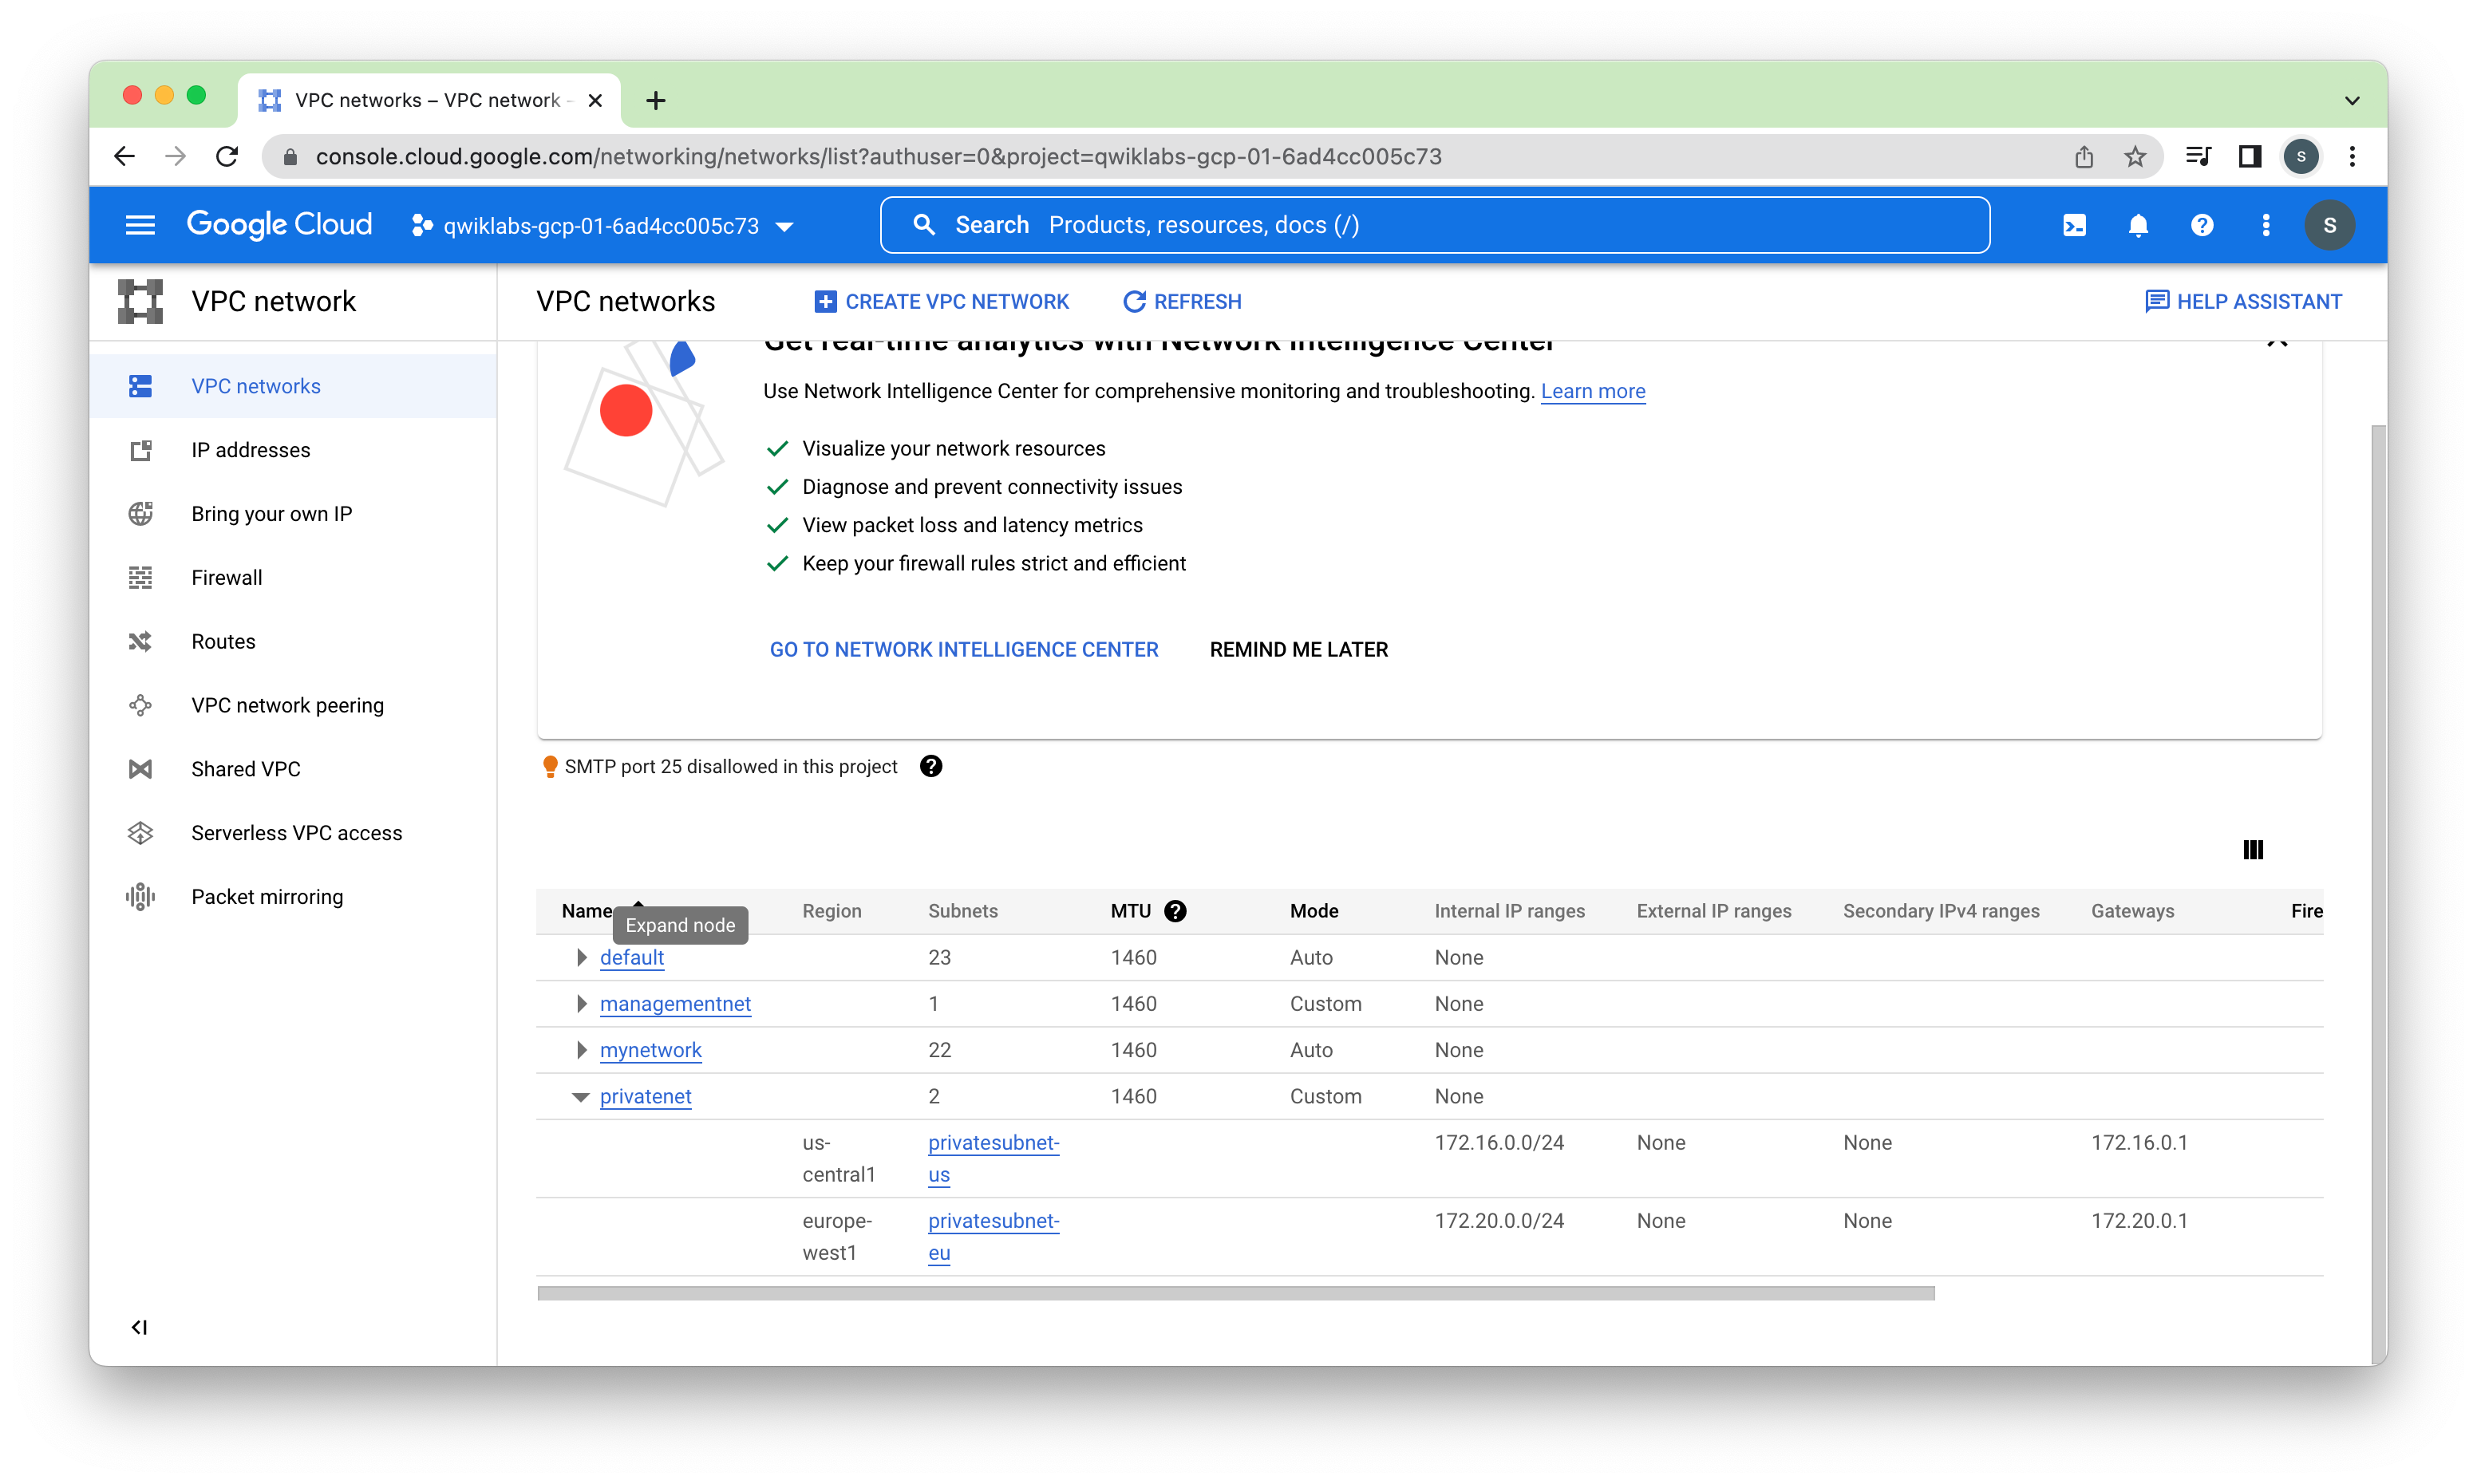 VPC networks – VPC network -
console.cloud.google.com/networking/networks/list?authuser=0&project=qwiklabs-gcp-01-6ad4cc005c73
S
Google Cloud
qwiklabs-gcp-01-6ad4cc005c73
Search Products, resources, docs (/)
S
VPC network
VPC networks
CREATE VPC NETWORK
REFRESH
HELP ASSISTANT
VPC networks
IP addresses
Bring your own IP
Firewall
Routes
VPC network peering
Shared VPC
Serverless VPC access
Packet mirroring
Get real-time analytics with Network Intelligence Center
Use Network Intelligence Center for comprehensive monitoring and troubleshooting. Learn more
Visualize your network resources
Diagnose and prevent connectivity issues
View packet loss and latency metrics
Keep your firewall rules strict and efficient
GO TO NETWORK INTELLIGENCE CENTER REMIND ME LATER
SMTP port 25 disallowed in this project
Name Region Subnets MTU Mode Internal IP ranges External IP ranges Secondary IPv4 ranges Gateways Fire
Expand node
default 23 1460 Auto None
managementnet 1 1460 Custom None
mynetwork 22 1460 Auto None
privatenet 2 1460 Custom None
us- privatesubnet- 172.16.0.0/24 None None 172.16.0.1
central1 us
europe- privatesubnet- 172.20.0.0/24 None None 172.20.0.1
west1 eu